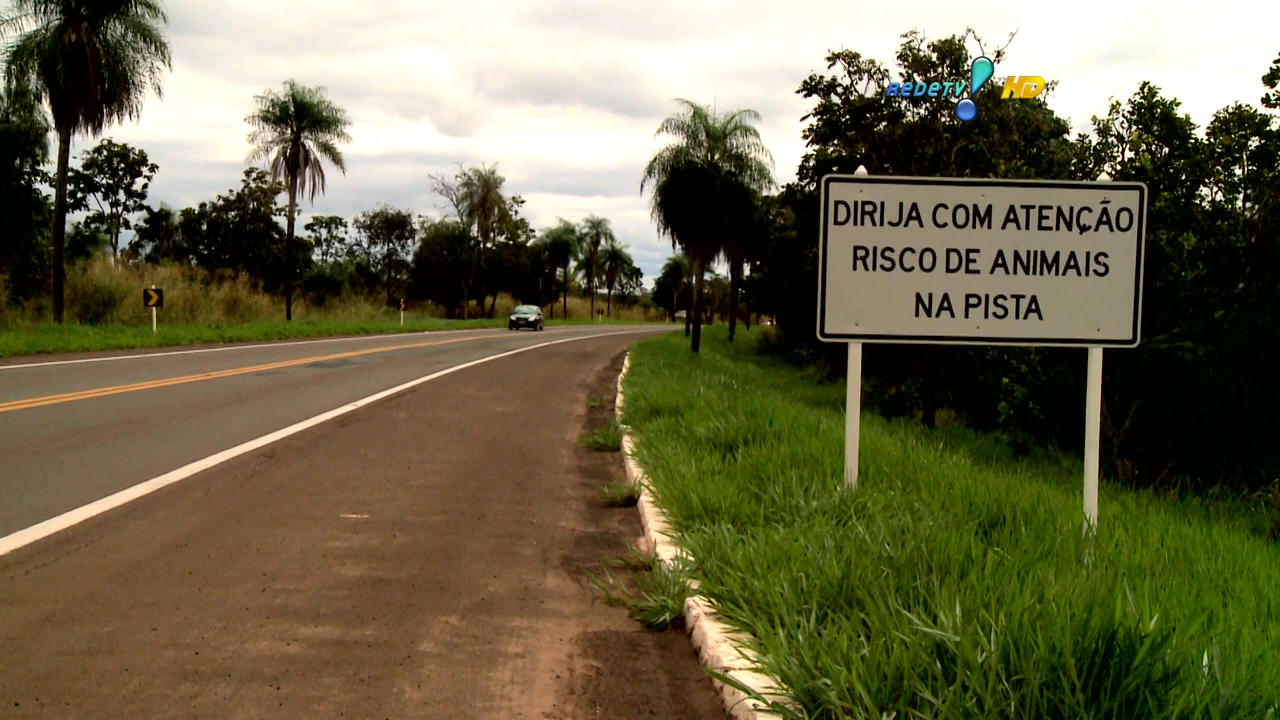 REDETV! HD
DIRIJA COM ATENÇÃO
RISCO DE ANIMAIS
NA PISTA